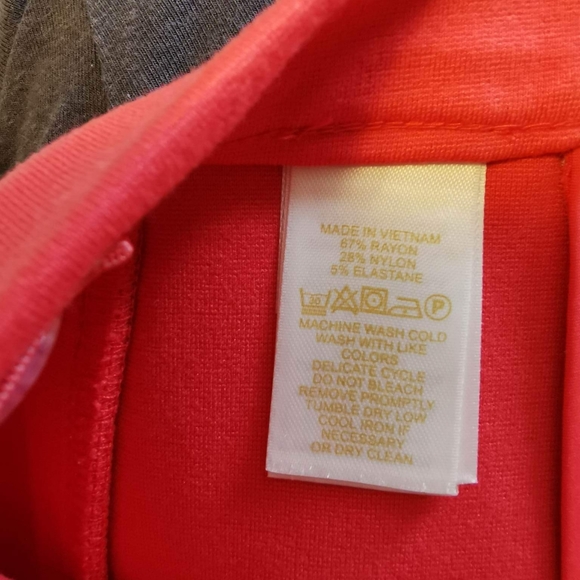 MADE IN VIETNAM
67% RAYON
28% NYLON
5% ELASTANE
30 P
MACHINE WASH COLD
WASH WITH LIKE
COLORS
DELICATE CYCLE
DO NOT BLEACH
REMOVE PROMPTLY
TUMBLE DRY LOW
COOL IRON IF
NECESSARY
OR DRY CLEAN